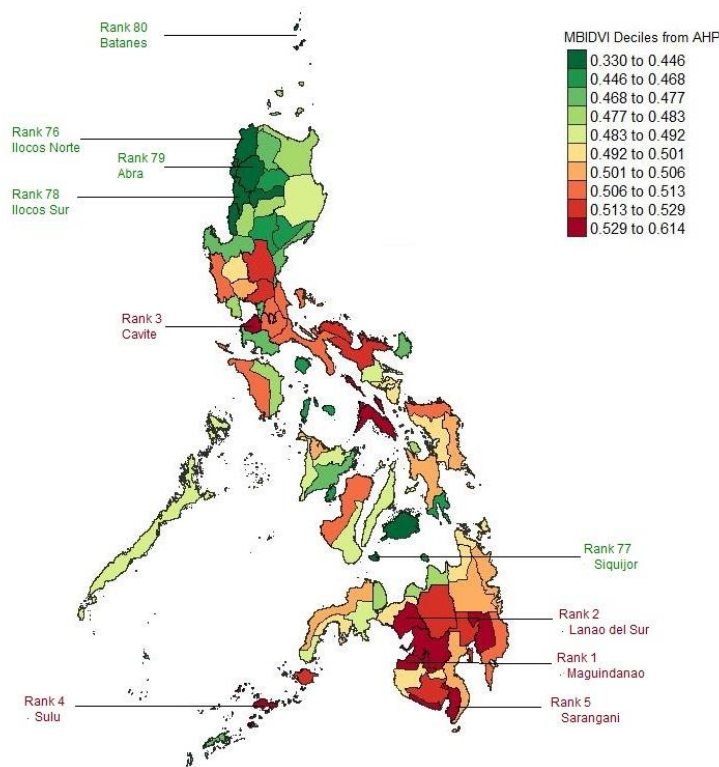 Rank 80
Batanes
MBIDVI Deciles from AHP
0.330 to 0.446
0.446 to 0.468
0.468 to 0.477
0.477 to 0.483
0.483 to 0.492
0.492 to 0.501
0.501 to 0.506
0.506 to 0.513
0.513 to 0.529
0.529 to 0.614
Rank 76
Ilocos Norte
Rank 79
Abra
Rank 78
Ilocos Sur
Rank 3
Cavite
Rank 77
Siquijor
Rank 2
. Lanao del Sur
Rank 1
. Maguindanao
Rank 4
. Sulu
Rank 5
Sarangani